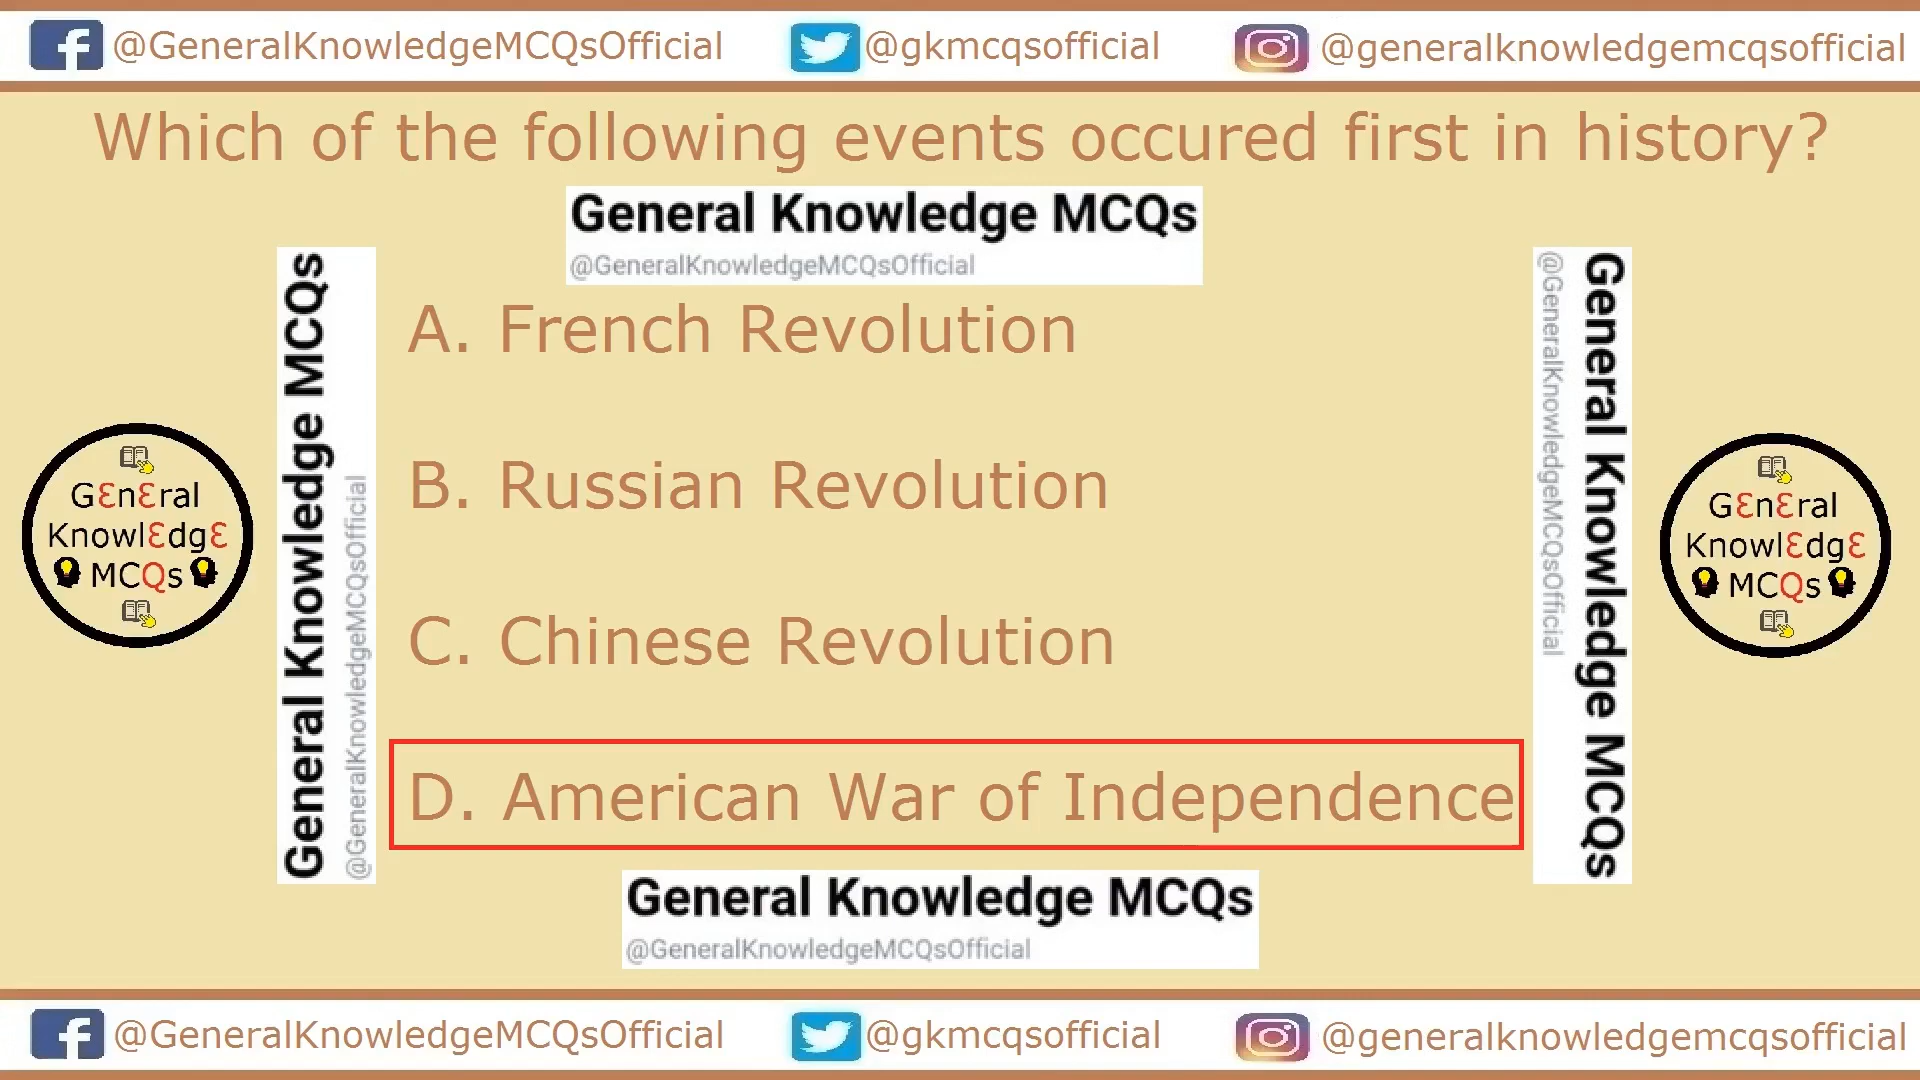 @GeneralKnowledgeMCQsOfficial @gkmcqsofficial @generalknowledgemcqsofficial
Which of the following events occured first in history?
General Knowledge MCQs
@GeneralKnowledgeMCQsOfficial
General Knowledge MCQs
@GeneralKnowledgeMCQsOfficial
A. French Revolution
B. Russian Revolution
C. Chinese Revolution
D. American War of Independence
General Knowledge MCQs
@GeneralKnowledgeMCQsOfficial
GƐnƐral
KnowlƐdgƐ
MCQs
GƐnƐral
KnowlƐdgƐ
MCQs
General Knowledge MCQs
@GeneralKnowledgeMCQsOfficial
@GeneralKnowledgeMCQsOfficial @gkmcqsofficial @generalknowledgemcqsofficial